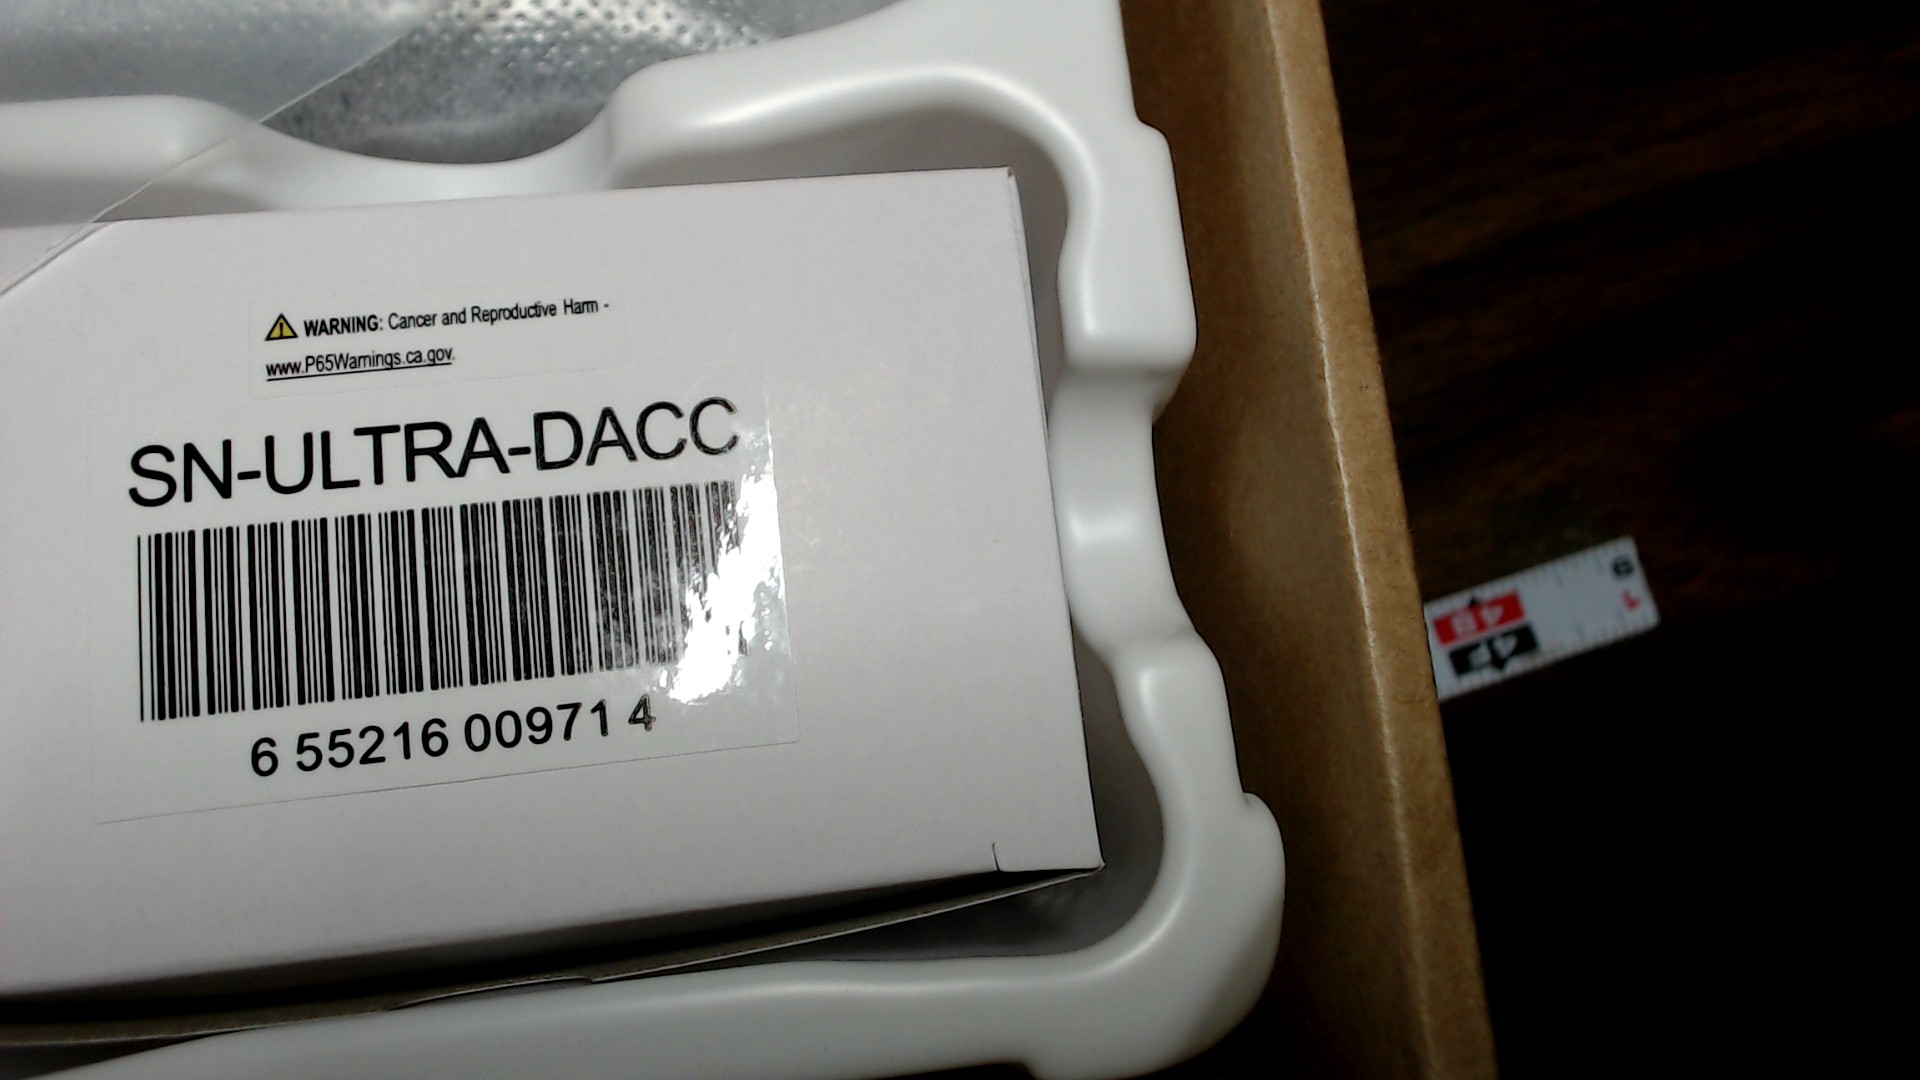 WARNING: Cancer and Reproductive Harm -
www.P65Warnings.ca.gov.
SN-ULTRA-DACC
6 55216 00971 4